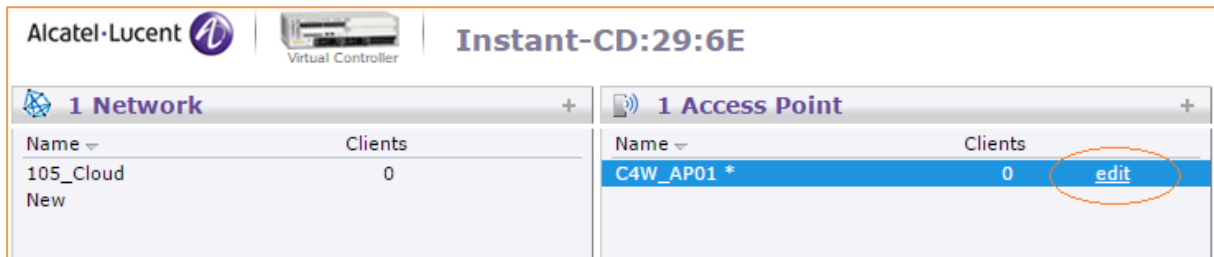 Alcatel·Lucent
Virtual Controller
Instant-CD:29:6E
1 Network +
Name Clients
105_Cloud 0
New
1 Access Point +
Name Clients
C4W_AP01 * 0 edit